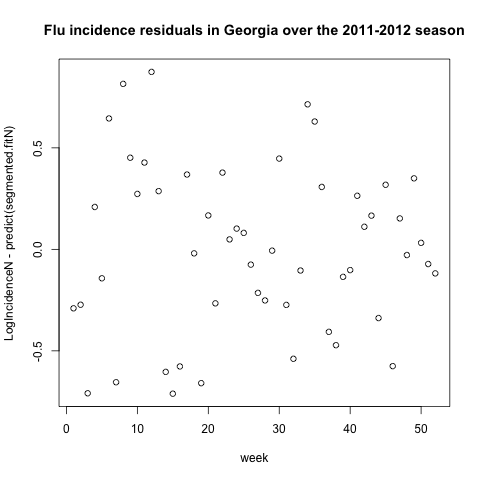 Flu incidence residuals in Georgia over the 2011-2012 season
LogIncidenceN - predict(segmented.fitN)
0.5
0.0
-0.5
0 10 20 30 40 50
week